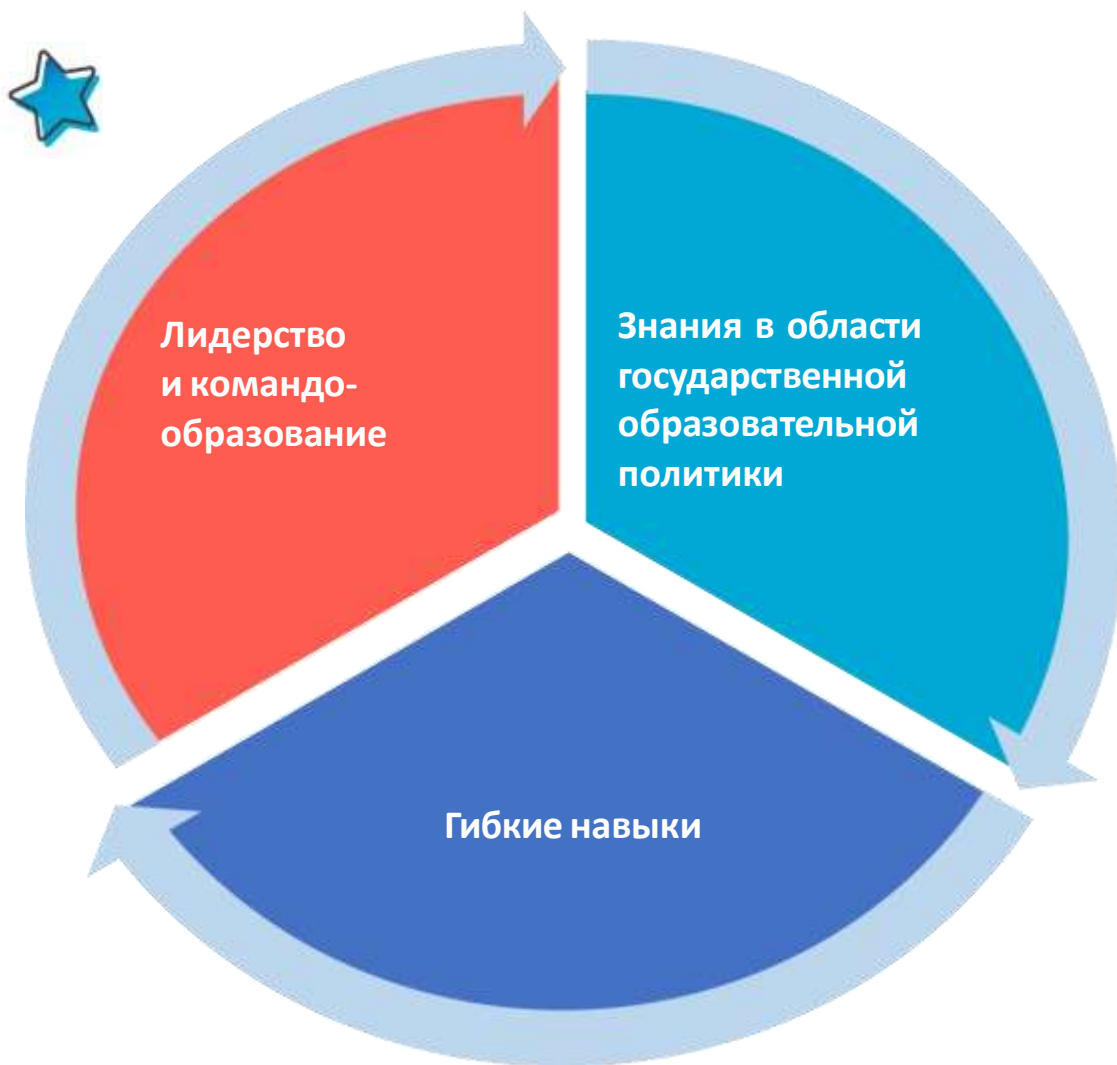 Лидерство
и командо-
образование
Знания в области
государственной
образовательной
политики
Гибкие навыки